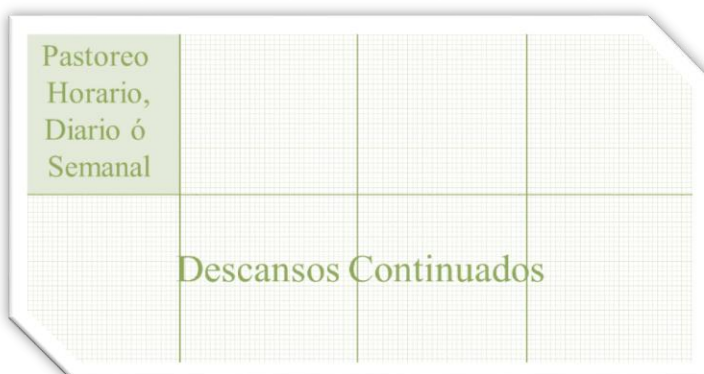 Pastoreo
Horario,
Diario ó
Semanal
Descansos Continuados